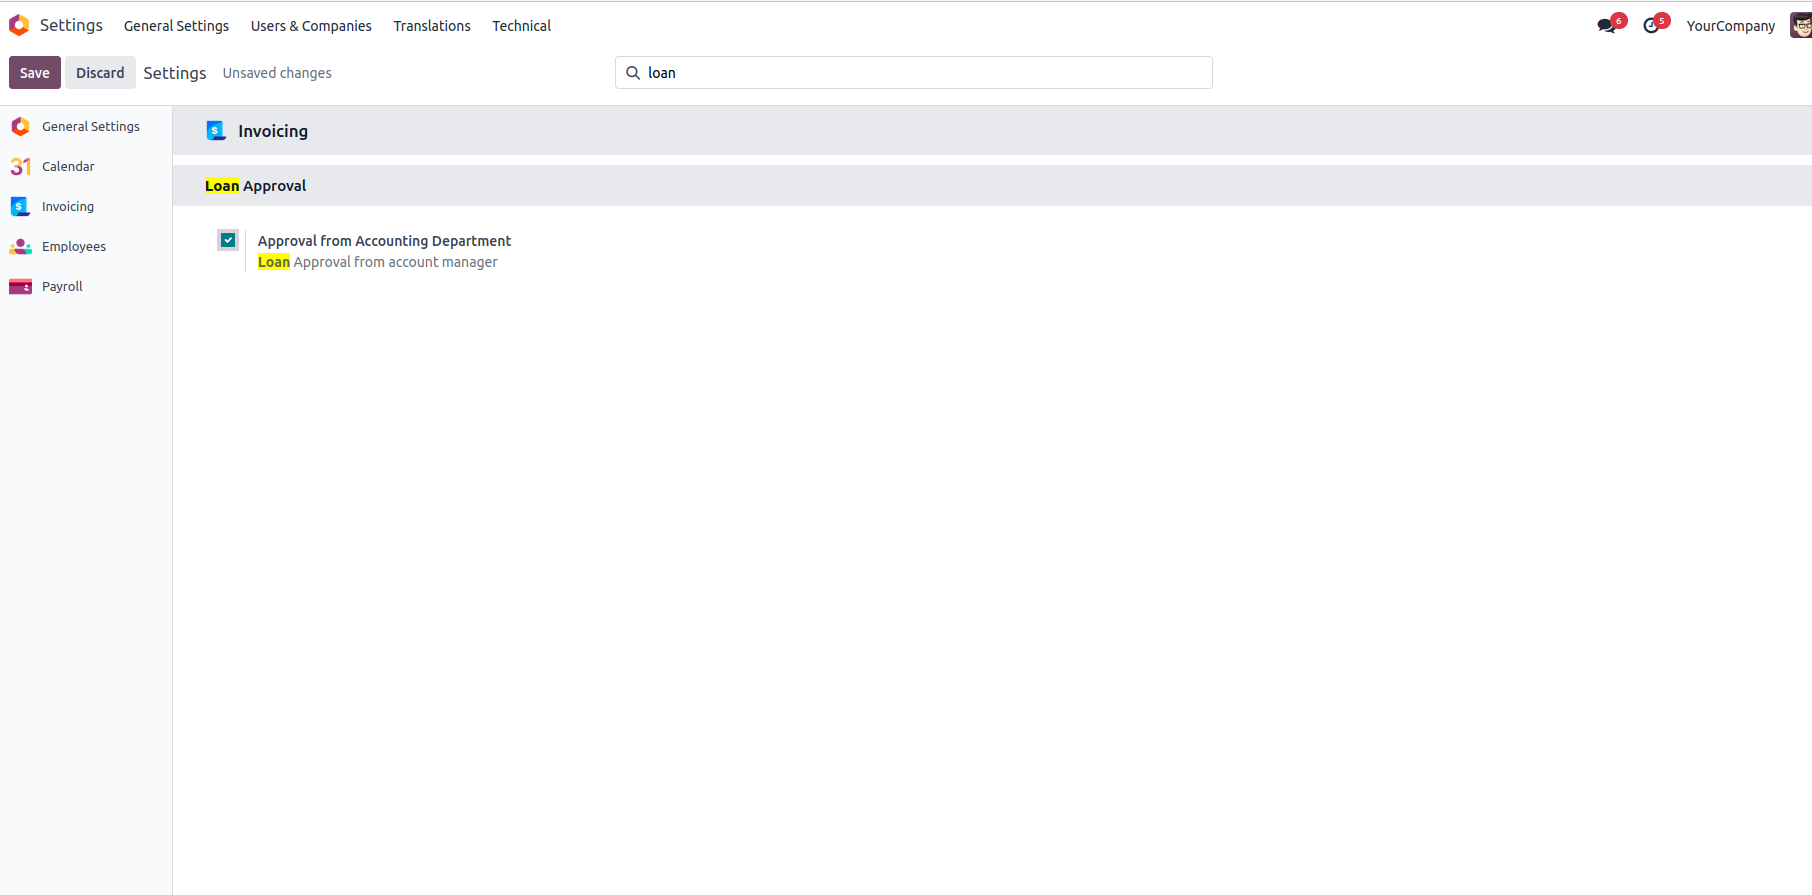 Settings General Settings Users & Companies Translations Technical 6 5 YourCompany
Save Discard Settings Unsaved changes loan
General Settings
31 Calendar
$ Invoicing
Employees
Payroll
$ Invoicing
Loan Approval
Approval from Accounting Department
Loan Approval from account manager